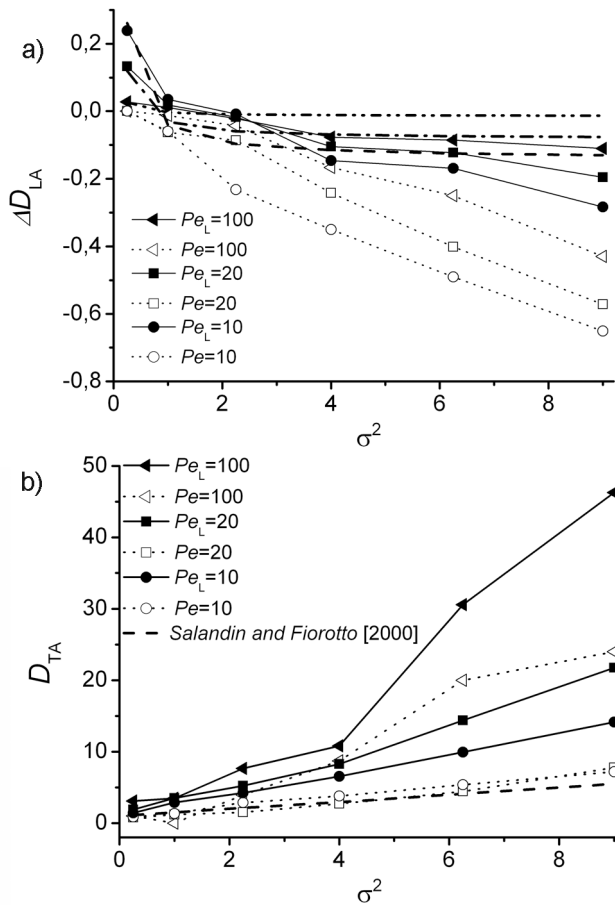 a)
0,2
0,0
-0,2
-0,4
-0,6
-0,8
ΔD_LA
Pe_L=100
Pe=100
Pe_L=20
Pe=20
Pe_L=10
Pe=10
0 2 4 6 8
σ²
b)
50
40
30
20
10
0
D_TA
Pe_L=100
Pe=100
Pe_L=20
Pe=20
Pe_L=10
Pe=10
Salandin and Fiorotto [2000]
0 2 4 6 8
σ²